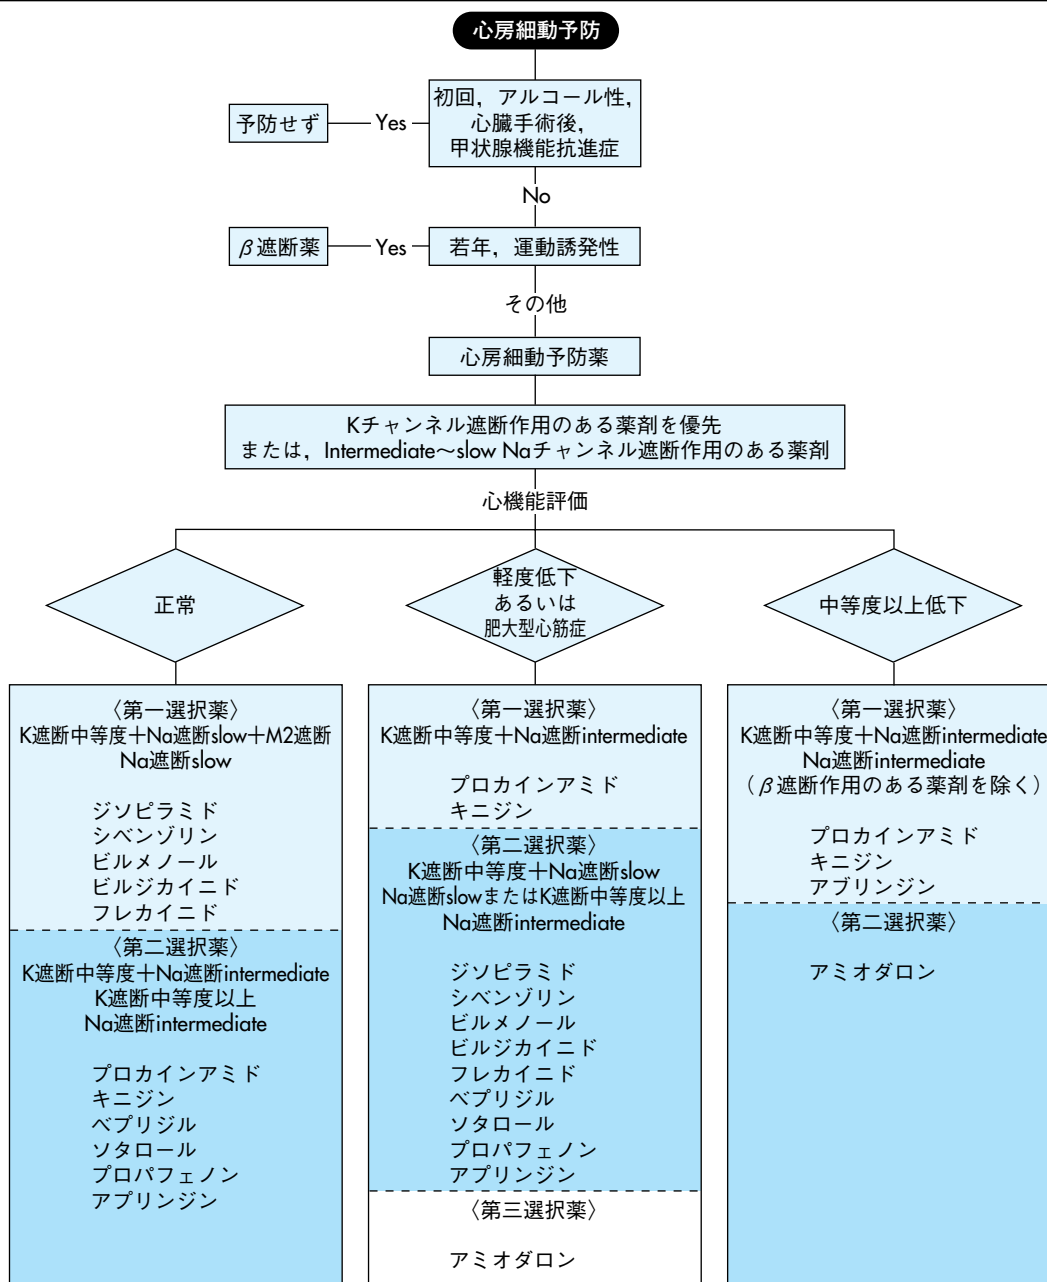 心房細動予防
初回，アルコール性，
心臓手術後，
甲状腺機能抗進症
予防せず
Yes
No
β遮断薬
Yes
若年，運動誘発性
その他
心房細動予防薬
Kチャンネル遮断作用のある薬剤を優先
または，Intermediate～slow Naチャンネル遮断作用のある薬剤
心機能評価
正常
軽度低下
あるいは
肥大型心筋症
中等度以上低下
〈第一選択薬〉
K遮断中等度＋Na遮断slow＋M2遮断
Na遮断slow
ジソピラミド
シベンゾリン
ピルメノール
ピルジカイニド
フレカイニド
〈第二選択薬〉
K遮断中等度＋Na遮断intermediate
K遮断中等度以上
Na遮断intermediate
プロカインアミド
キニジン
ベプリジル
ソタロール
プロパフェノン
アプリンジン
〈第一選択薬〉
K遮断中等度＋Na遮断intermediate
プロカインアミド
キニジン
〈第二選択薬〉
K遮断中等度＋Na遮断slow
Na遮断slowまたはK遮断中等度以上
Na遮断intermediate
ジソピラミド
シベンゾリン
ピルメノール
ピルジカイニド
フレカイニド
ベプリジル
ソタロール
プロパフェノン
アプリンジン
〈第三選択薬〉
アミオダロン
〈第一選択薬〉
K遮断中等度＋Na遮断intermediate
Na遮断intermediate
（β遮断作用のある薬剤を除く）
プロカインアミド
キニジン
アプリンジン
〈第二選択薬〉
アミオダロン